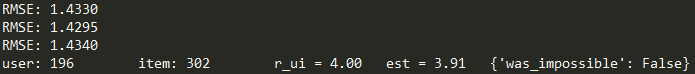 RMSE: 1.4330
RMSE: 1.4295
RMSE: 1.4340
user: 196 item: 302 r_ui = 4.00 est = 3.91 {'was_impossible': False}